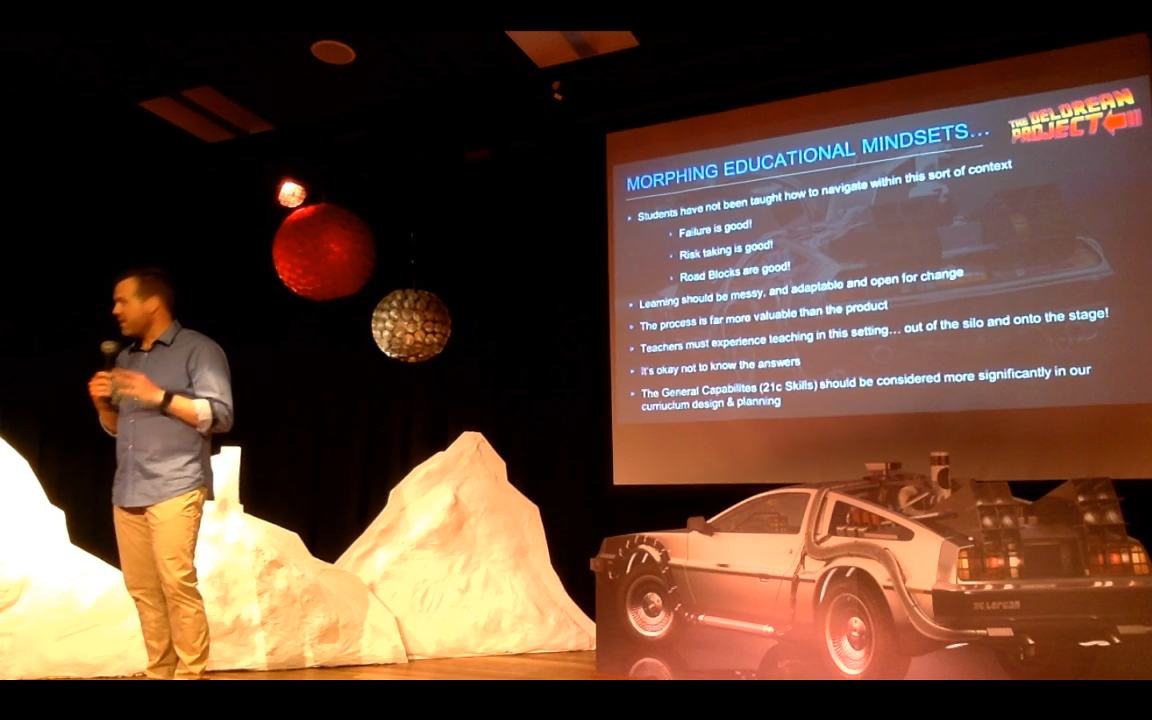 THE DELOREAN
PROJECT
MORPHING EDUCATIONAL MINDSETS...
Students have not been taught how to navigate within this sort of context
Failure is good!
Risk taking is good!
Road Blocks are good!
Learning should be messy, and adaptable and open for change
The process is far more valuable than the product
Teachers must experience teaching in this setting... out of the silo and onto the stage!
It's okay not to know the answers
The General Capabilites (21c Skills) should be considered more significantly in our
curriuclum design & planning
DELOREAN